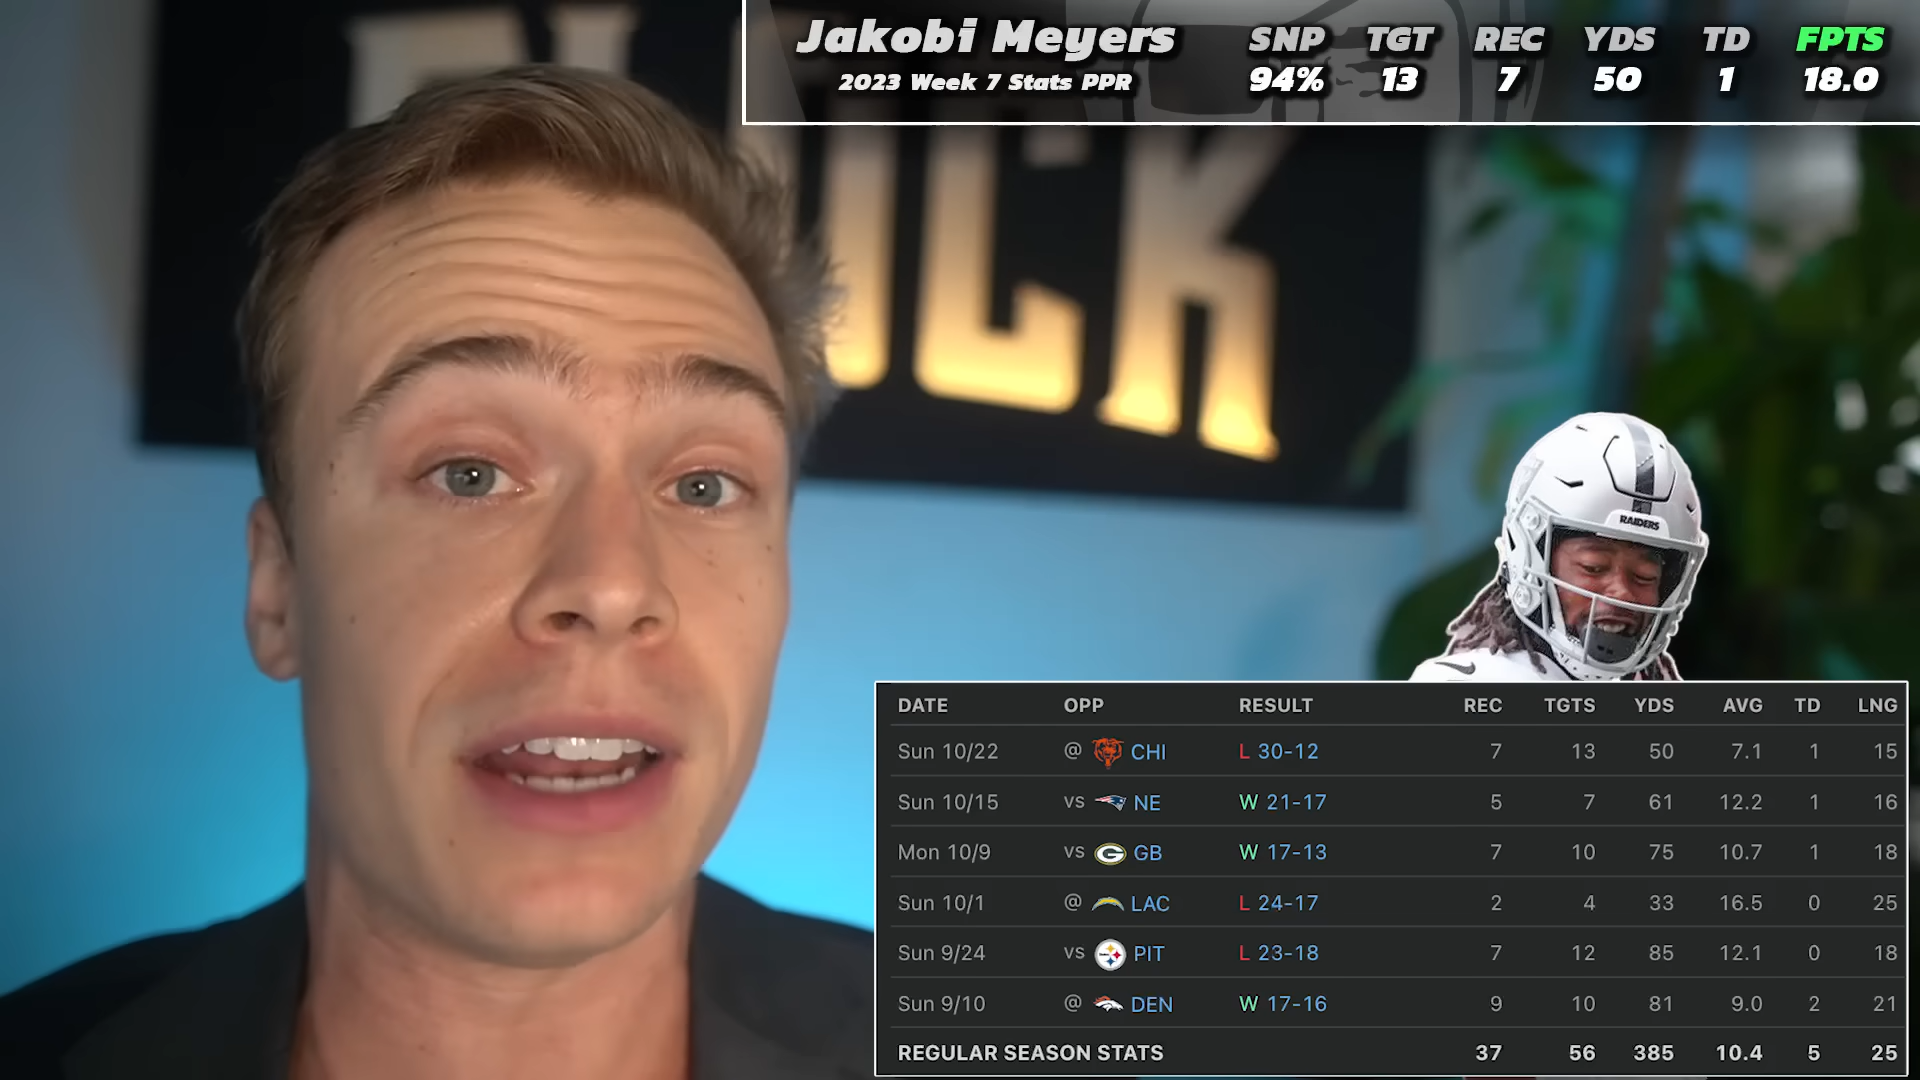 Jakobi Meyers SNP TGT REC YDS TD FPTS
2023 Week 7 Stats PPR 94% 13 7 50 1 18.0
RAIDERS
DATE OPP RESULT REC TGTS YDS AVG TD LNG
Sun 10/22 @ CHI L 30-12 7 13 50 7.1 1 15
Sun 10/15 vs NE W 21-17 5 7 61 12.2 1 16
Mon 10/9 vs GB W 17-13 7 10 75 10.7 1 18
Sun 10/1 @ LAC L 24-17 2 4 33 16.5 0 25
Sun 9/24 vs PIT L 23-18 7 12 85 12.1 0 18
Sun 9/10 @ DEN W 17-16 9 10 81 9.0 2 21
REGULAR SEASON STATS 37 56 385 10.4 5 25